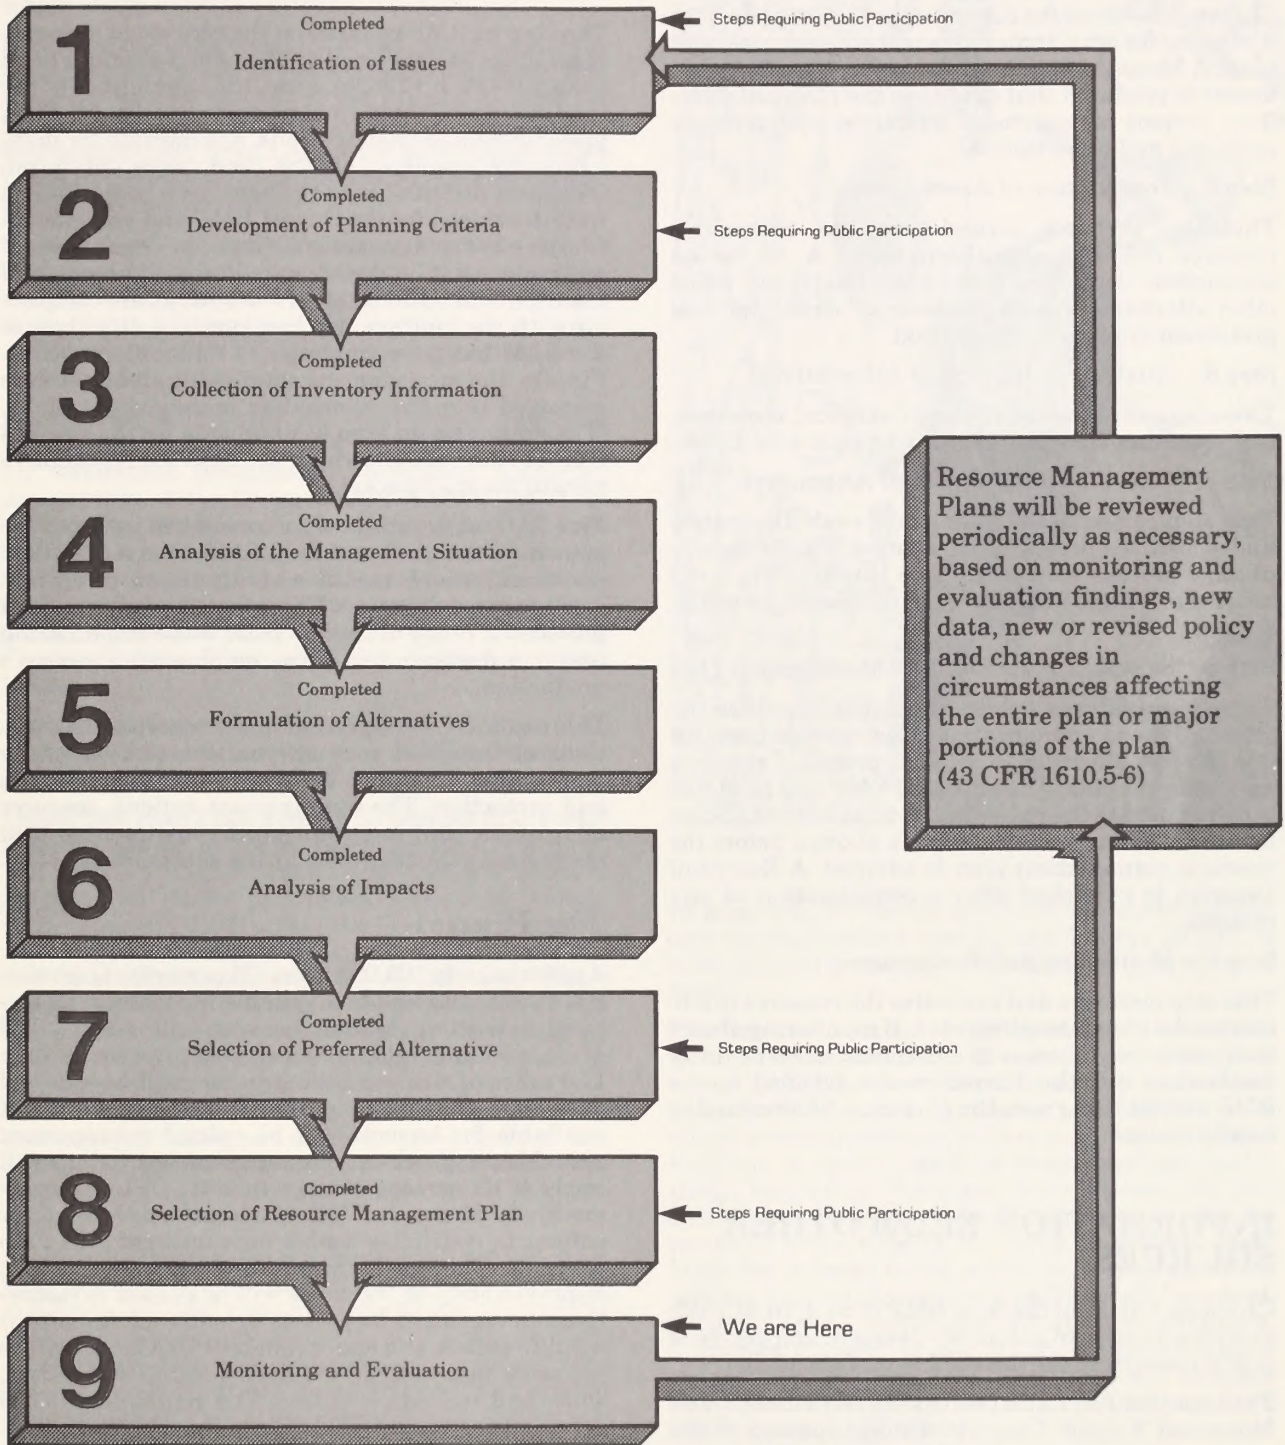 1
Completed
Identification of Issues
Steps Requiring Public Participation
2
Completed
Development of Planning Criteria
Steps Requiring Public Participation
3
Completed
Collection of Inventory Information
4
Completed
Analysis of the Management Situation
5
Completed
Formulation of Alternatives
6
Completed
Analysis of Impacts
7
Completed
Selection of Preferred Alternative
Steps Requiring Public Participation
8
Completed
Selection of Resource Management Plan
Steps Requiring Public Participation
9
Monitoring and Evaluation
We are Here
Resource Management
Plans will be reviewed
periodically as necessary,
based on monitoring and
evaluation findings, new
data, new or revised policy
and changes in
circumstances affecting
the entire plan or major
portions of the plan
(43 CFR 1610.5-6)